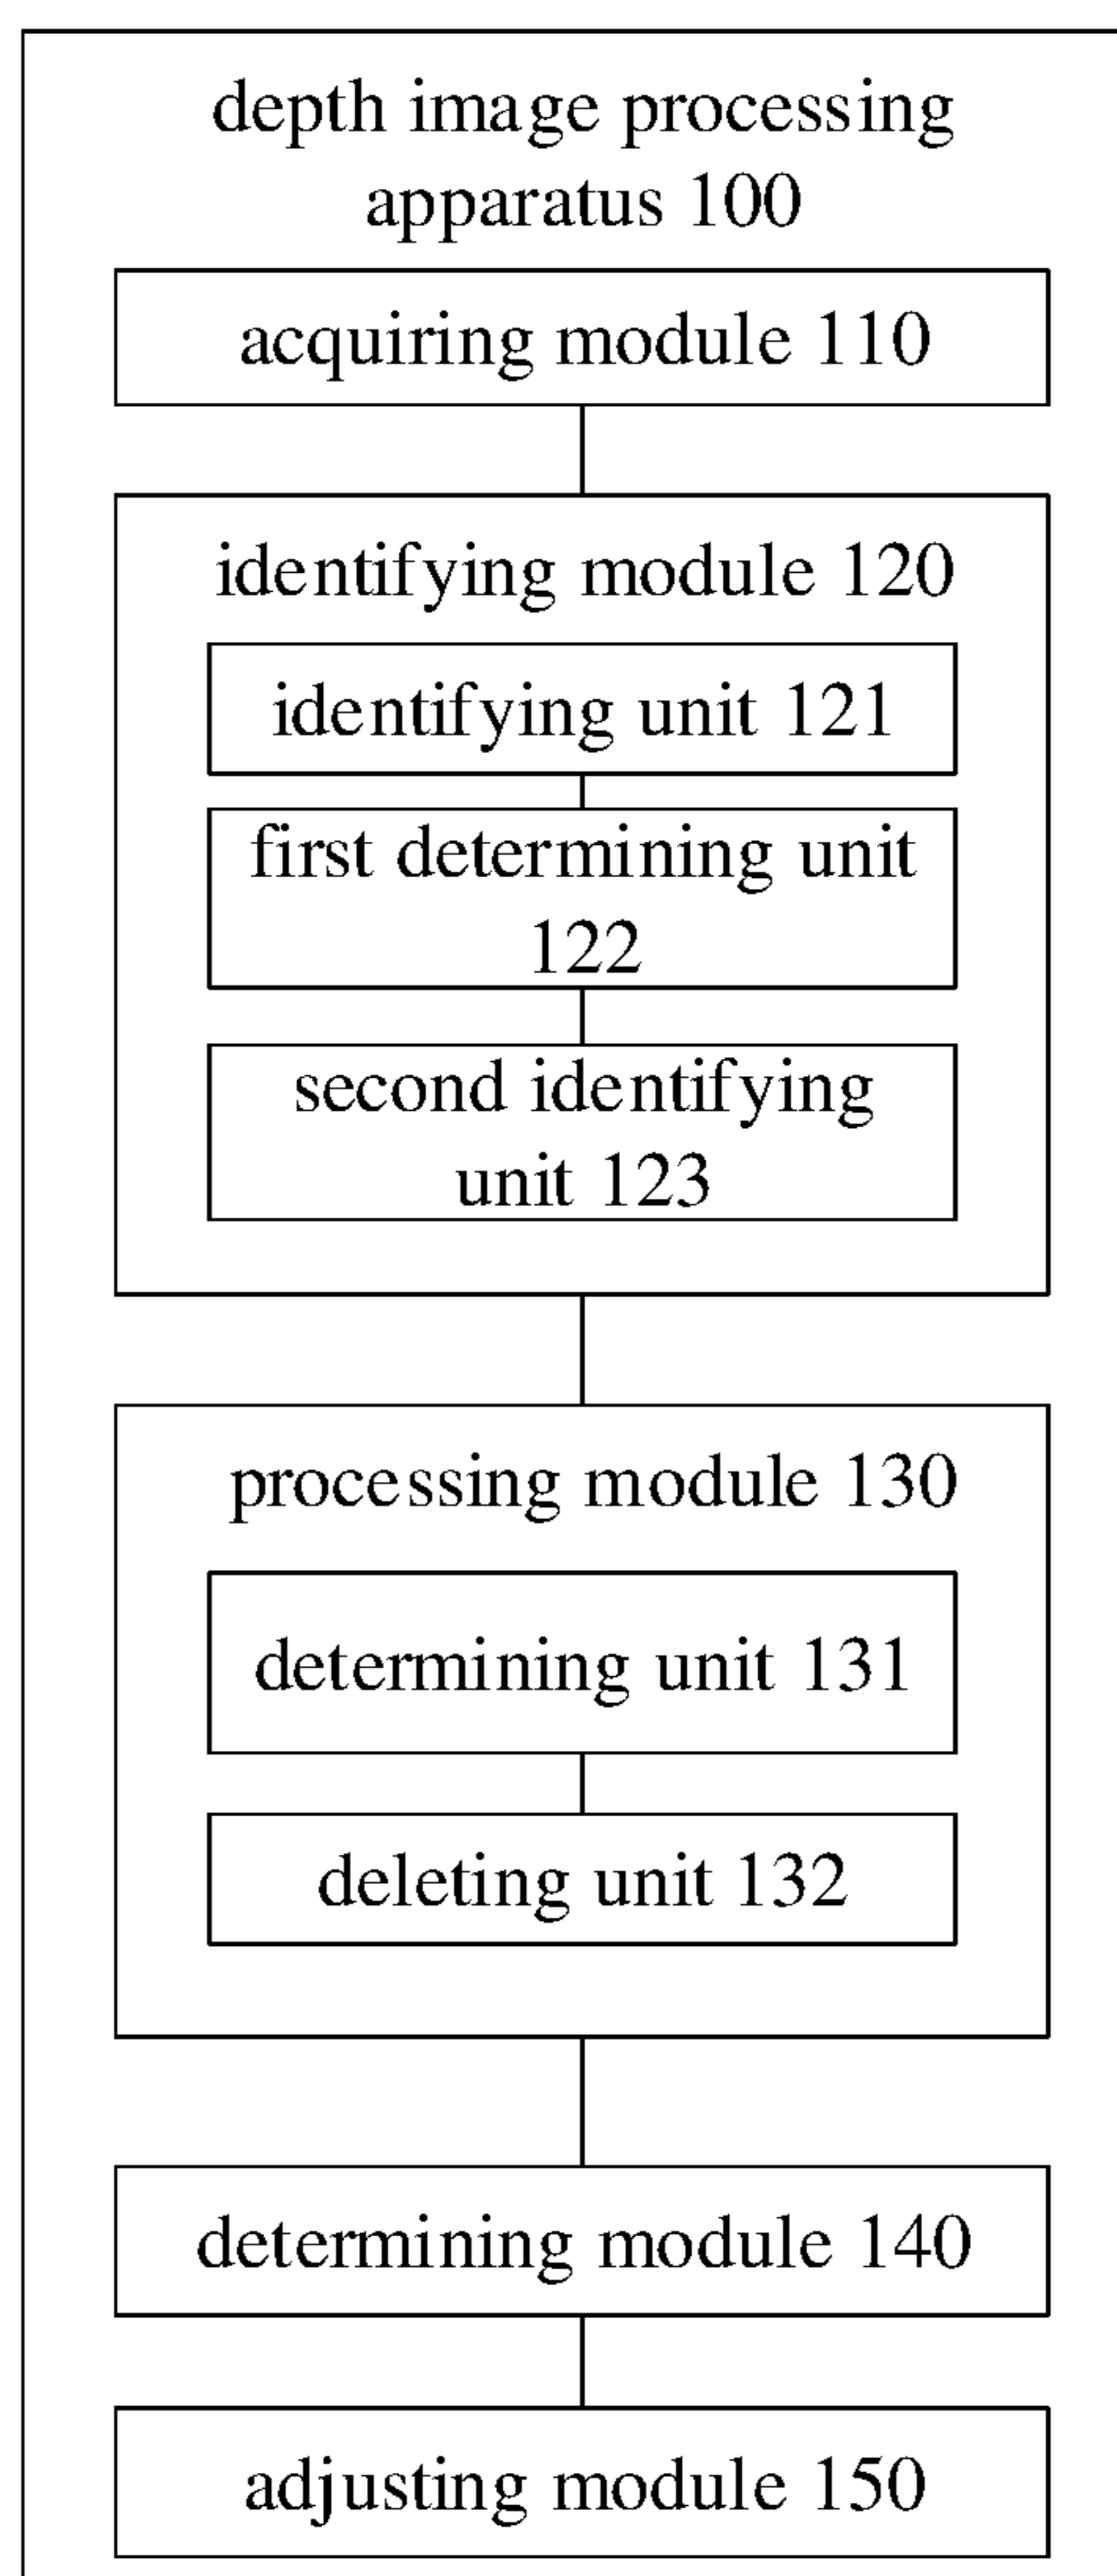 depth image processing
apparatus 100
acquiring module 110
identifying module 120
identifying unit 121
first determining unit
122
second identifying
unit 123
processing module 130
determining unit 131
deleting unit 132
determining module 140
adjusting module 150